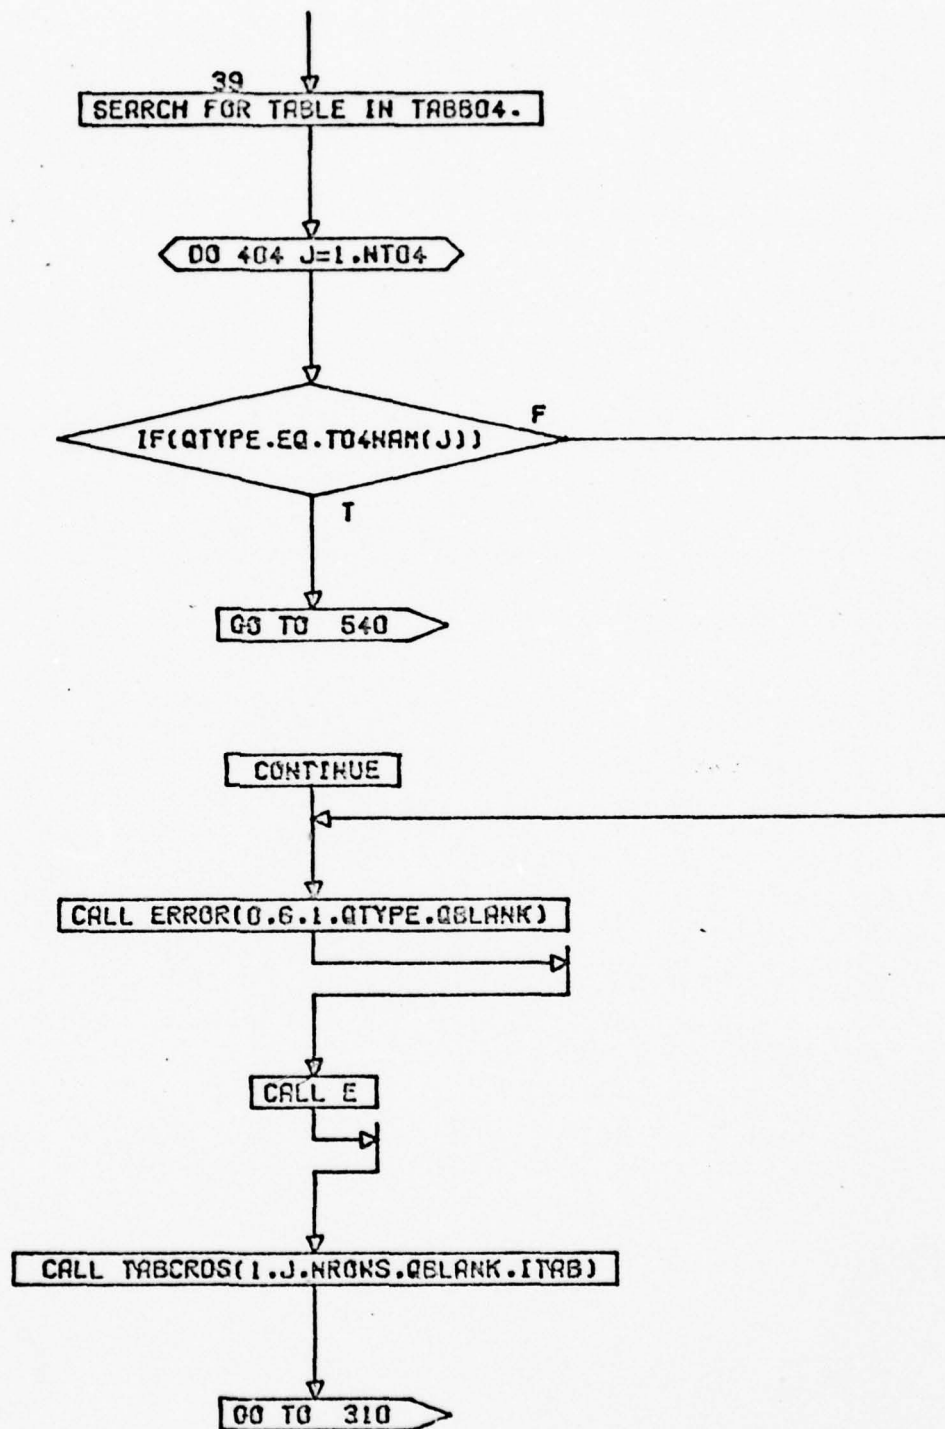 39
SEARCH FOR TABLE IN TABB04.
DO 404 J=1.NT04
IF(QTYPE.EQ.T04NAM(J))
F
T
GO TO 540
CONTINUE
CALL ERROR(0.6.1.QTYPE.QBLANK)
CALL E
CALL TABCRDS(1.J.NROWS.QBLANK.ITAB)
GO TO 310